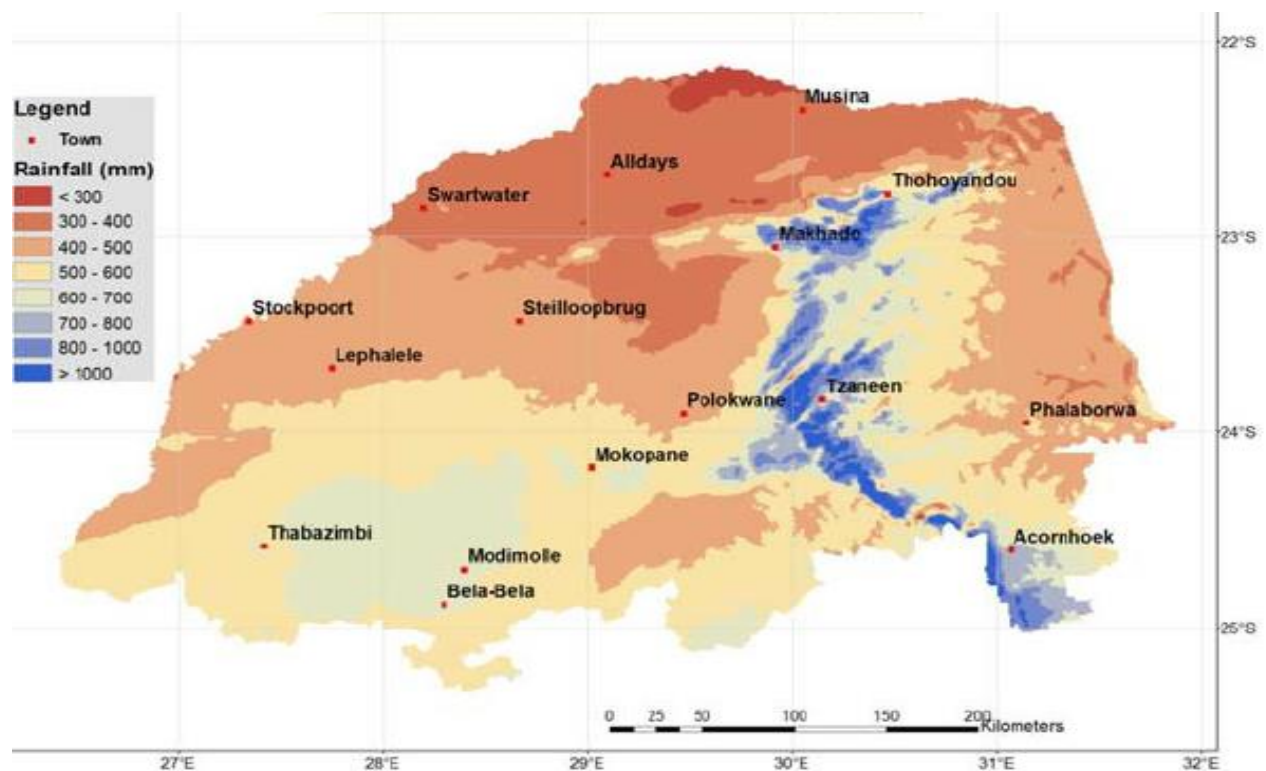 22°S
Musina
Legend
Town
Alldays
Rainfall (mm)
Thohoyandou
< 300
Swartwater
300 - 400
400 - 500
Makhado
23°S
500 - 600
600 - 700
Stockpoort
Steilloopbrug
700 - 800
800 - 1000
Lephalele
> 1000
Polokwane
Tzaneen
Phalaborwa
24°S
Mokopane
Thabazimbi
Acornhoek
Modimolle
Bela-Bela
25°S
0 25 50 100 150 200
Kilometers
27°E 28°E 29°E 30°E 31°E 32°E